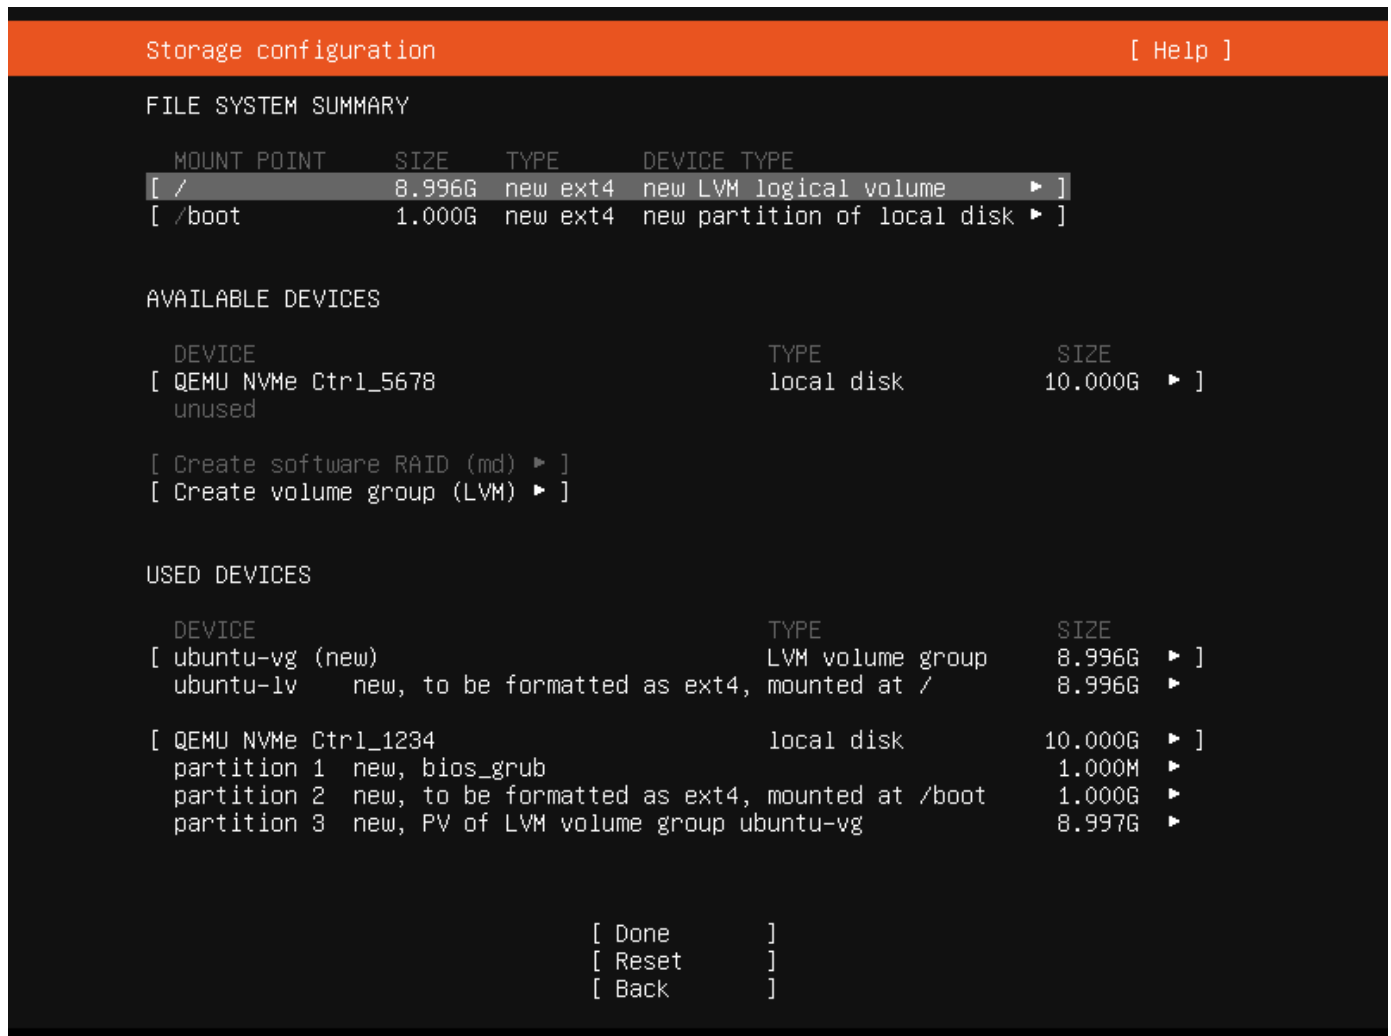 Storage configuration [ Help ]
FILE SYSTEM SUMMARY
MOUNT POINT SIZE TYPE DEVICE TYPE
[ / 8.996G new ext4 new LVM logical volume ▸ ]
[ /boot 1.000G new ext4 new partition of local disk ▸ ]
AVAILABLE DEVICES
DEVICE TYPE SIZE
[ QEMU NVMe Ctrl_5678 local disk 10.000G ▸ ]
unused
[ Create software RAID (md) ▸ ]
[ Create volume group (LVM) ▸ ]
USED DEVICES
DEVICE TYPE SIZE
[ ubuntu-vg (new) LVM volume group 8.996G ▸ ]
ubuntu-lv new, to be formatted as ext4, mounted at / 8.996G ▸
[ QEMU NVMe Ctrl_1234 local disk 10.000G ▸ ]
partition 1 new, bios_grub 1.000M ▸
partition 2 new, to be formatted as ext4, mounted at /boot 1.000G ▸
partition 3 new, PV of LVM volume group ubuntu-vg 8.997G ▸
[ Done ]
[ Reset ]
[ Back ]